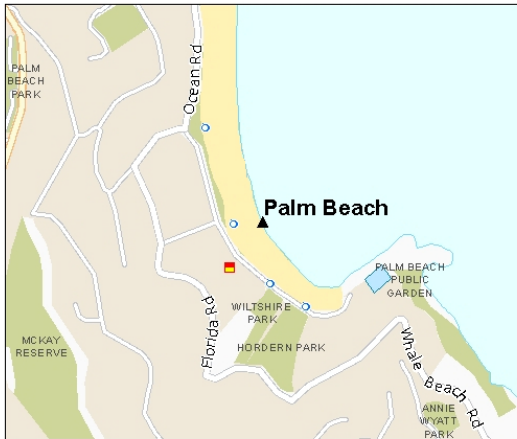 PALM
BEACH
PARK
Ocean Rd
Palm Beach
PALM BEACH
PUBLIC
GARDEN
WILTSHIRE
PARK
Florida Rd
HORDERN PARK
MCKAY
RESERVE
Whale Beach Rd
ANNIE
WYATT
PARK